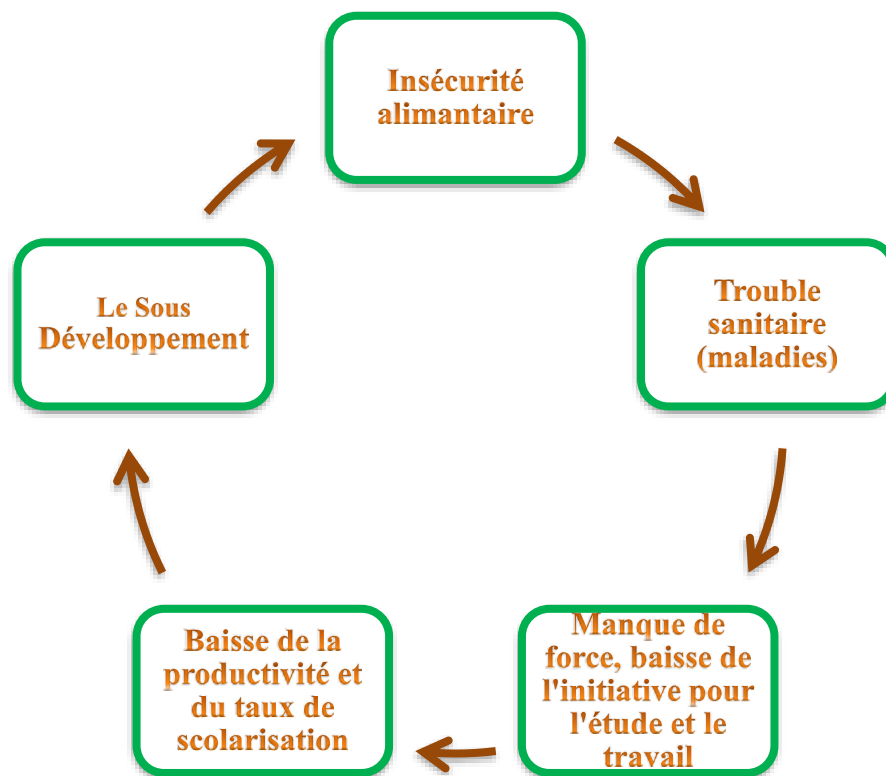 Insécurité
alimantaire
Trouble
sanitaire
(maladies)
Manque de
force, baisse de
l'initiative pour
l'étude et le
travail
Baisse de la
productivité et
du taux de
scolarisation
Le Sous
Développement